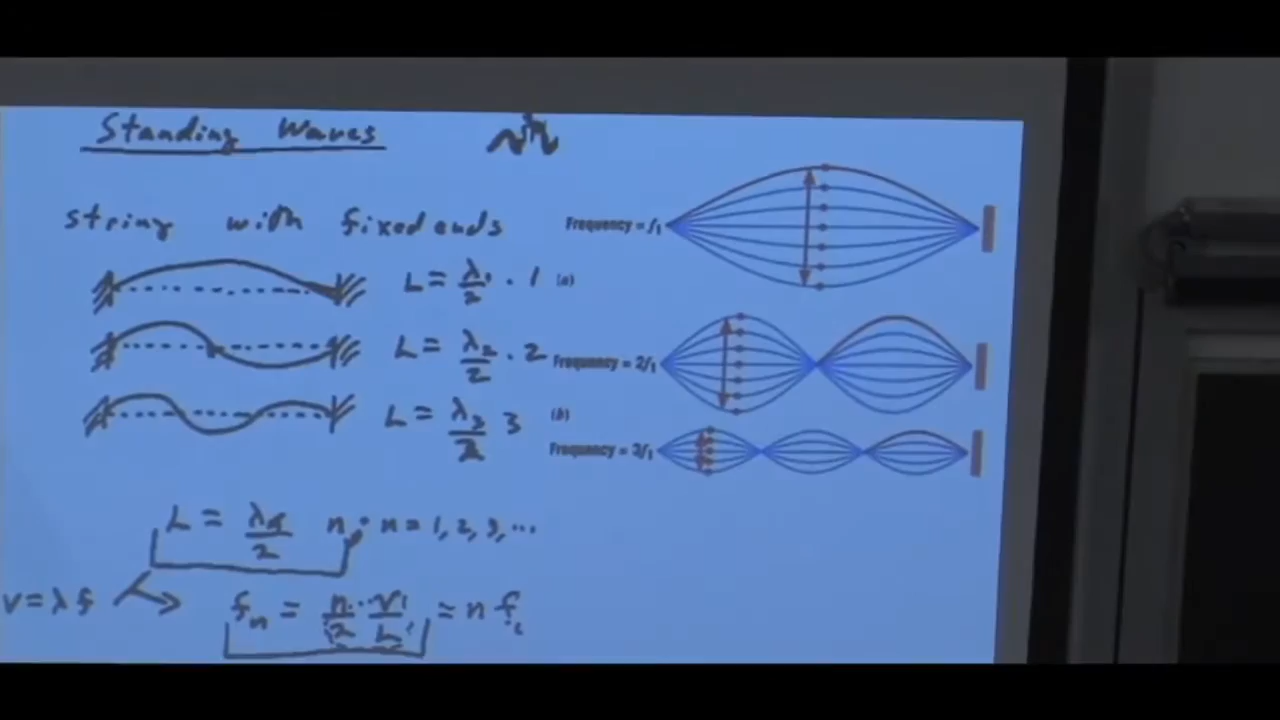 Standing Waves
string with fixed ends
Frequency = f₁
L = λ₁/2 · 1 (a)
L = λ₂/2 · 2
Frequency = 2f₁
L = λ₃/2 3 (b)
Frequency = 3f₁
L = λₙ/2 n, n = 1, 2, 3, ...
v = λf
fₙ = n/2 · v/L = n f₁